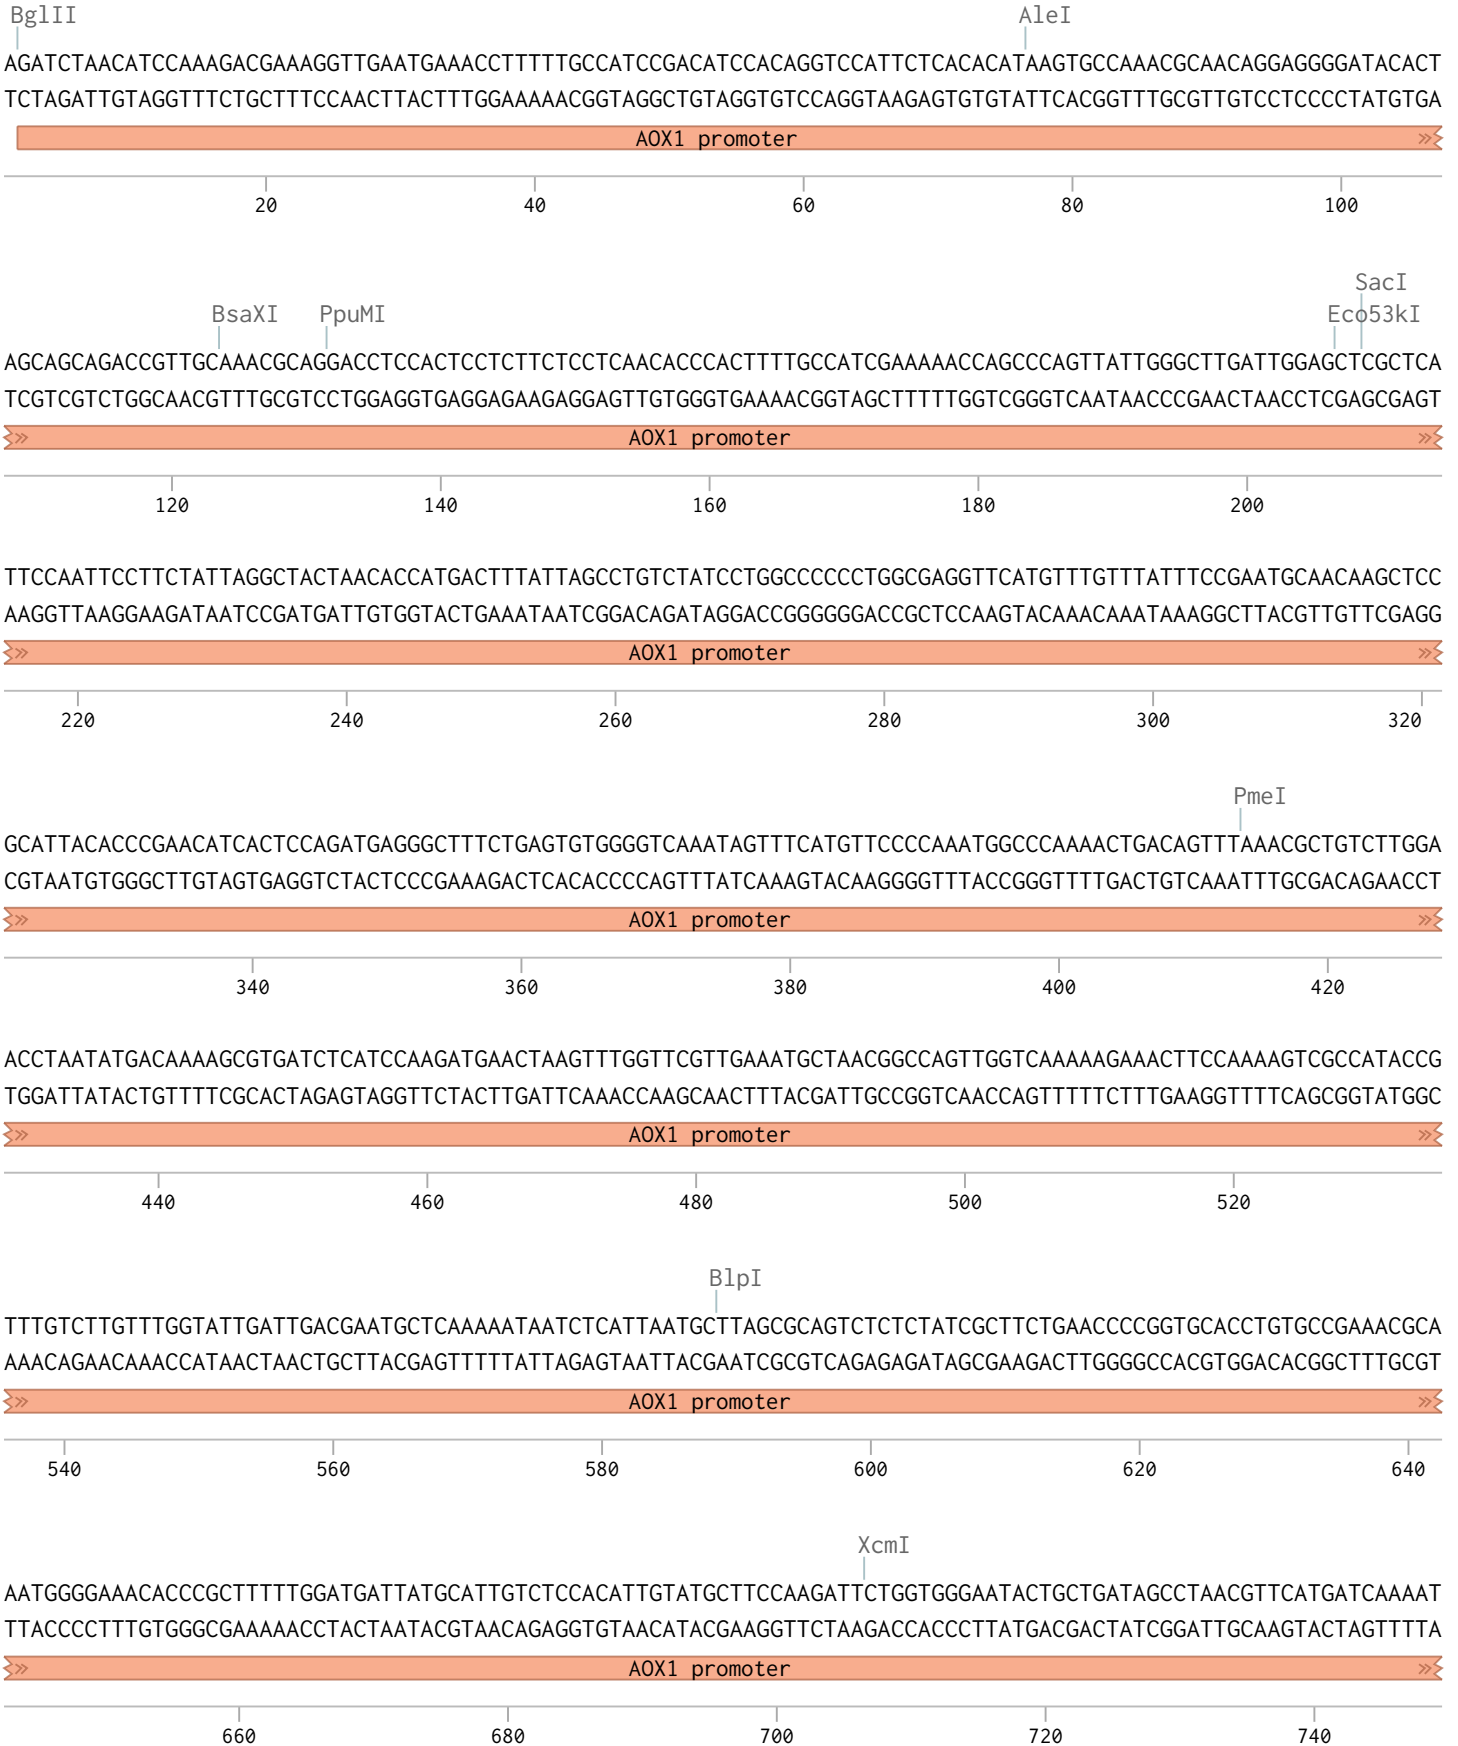 BglII AleI
AGATCTAACATCCAAAGACGAAAGGTTGAATGAAACCTTTTTGCCATCCGACATCCACAGGTCCATTCTCACACATAAGTGCCAAACGCAACAGGAGGGGATACACT
TCTAGATTGTAGGTTTCTGCTTTCCAACTTACTTTGGAAAAACGGTAGGCTGTAGGTGTCCAGGTAAGAGTGTGTATTCACGGTTTGCGTTGTCCTCCCCTATGTGA
AOX1 promoter
20 40 60 80 100
SacI
BsaXI PpuMI Eco53kI
AGCAGCAGACCGTTGCAAACGCAGGACCTCCACTCCTCTTCTCCTCAACACCCACTTTTGCCATCGAAAAACCAGCCCAGTTATTGGGCTTGATTGGAGCTCGCTCA
TCGTCGTCTGGCAACGTTTGCGTCCTGGAGGTGAGGAGAAGAGGAGTTGTGGGTGAAAACGGTAGCTTTTTGGTCGGGTCAATAACCCGAACTAACCTCGAGCGAGT
AOX1 promoter
120 140 160 180 200
TTCCAATTCCTTCTATTAGGCTACTAACACCATGACTTTATTAGCCTGTCTATCCTGGCCCCCCTGGCGAGGTTCATGTTTGTTTATTTCCGAATGCAACAAGCTCC
AAGGTTAAGGAAGATAATCCGATGATTGTGGTACTGAAATAATCGGACAGATAGGACCGGGGGGACCGCTCCAAGTACAAACAAATAAAGGCTTACGTTGTTCGAGG
AOX1 promoter
220 240 260 280 300 320
PmeI
GCATTACACCCGAACATCACTCCAGATGAGGGCTTTCTGAGTGTGGGGTCAAATAGTTTCATGTTCCCCAAATGGCCCAAAACTGACAGTTTAAACGCTGTCTTGGA
CGTAATGTGGGCTTGTAGTGAGGTCTACTCCCGAAAGACTCACACCCCAGTTTATCAAAGTACAAGGGGTTTACCGGGTTTTGACTGTCAAATTTGCGACAGAACCT
AOX1 promoter
340 360 380 400 420
ACCTAATATGACAAAAGCGTGATCTCATCCAAGATGAACTAAGTTTGGTTCGTTGAAATGCTAACGGCCAGTTGGTCAAAAAGAAACTTCCAAAAGTCGCCATACCG
TGGATTATACTGTTTTCGCACTAGAGTAGGTTCTACTTGATTCAAACCAAGCAACTTTACGATTGCCGGTCAACCAGTTTTTCTTTGAAGGTTTTCAGCGGTATGGC
AOX1 promoter
440 460 480 500 520
BlpI
TTTGTCTTGTTTGGTATTGATTGACGAATGCTCAAAAATAATCTCATTAATGCTTAGCGCAGTCTCTCTATCGCTTCTGAACCCCGGTGCACCTGTGCCGAAACGCA
AAACAGAACAAACCATAACTAACTGCTTACGAGTTTTTATTAGAGTAATTACGAATCGCGTCAGAGAGATAGCGAAGACTTGGGGCCACGTGGACACGGCTTTGCGT
AOX1 promoter
540 560 580 600 620 640
XcmI
AATGGGGAAACACCCGCTTTTTGGATGATTATGCATTGTCTCCACATTGTATGCTTCCAAGATTCTGGTGGGAATACTGCTGATAGCCTAACGTTCATGATCAAAAT
TTACCCCTTTGTGGGCGAAAAACCTACTAATACGTAACAGAGGTGTAACATACGAAGGTTCTAAGACCACCCTTATGACGACTATCGGATTGCAAGTACTAGTTTTA
AOX1 promoter
660 680 700 720 740